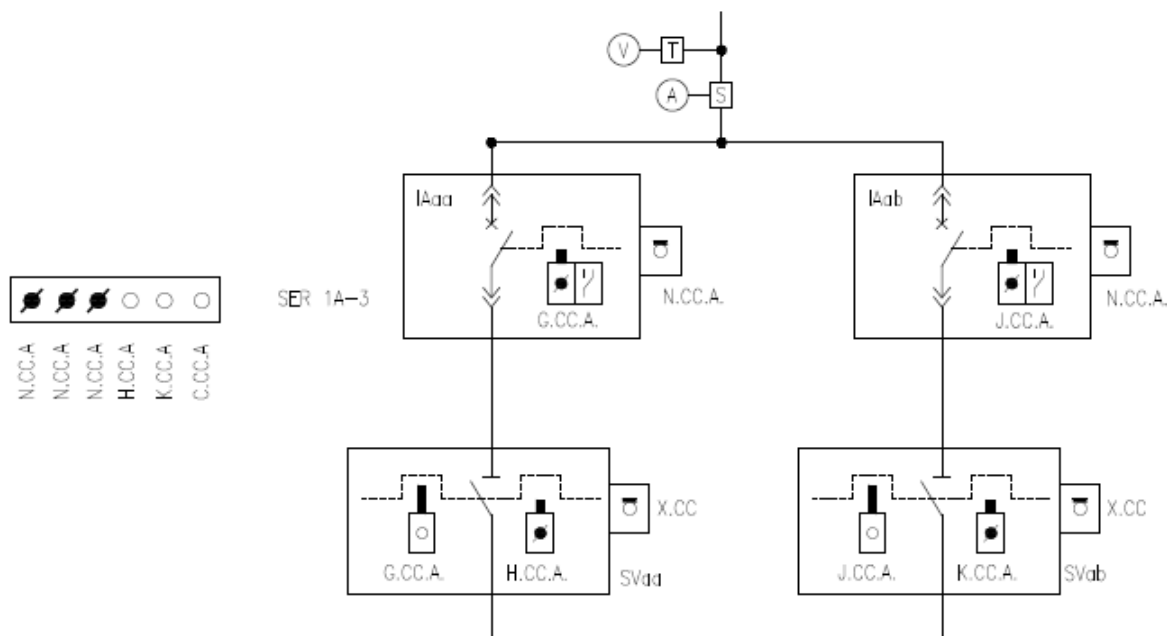 V
T
A
S
IAaa
IAab
N.CC.A
N.CC.A
N.CC.A
H.CC.A
K.CC.A
C.CC.A
SER 1A-3
G.CC.A.
N.CC.A.
J.CC.A.
N.CC.A.
G.CC.A.
H.CC.A.
X.CC
SVaa
J.CC.A.
K.CC.A.
X.CC
SVab